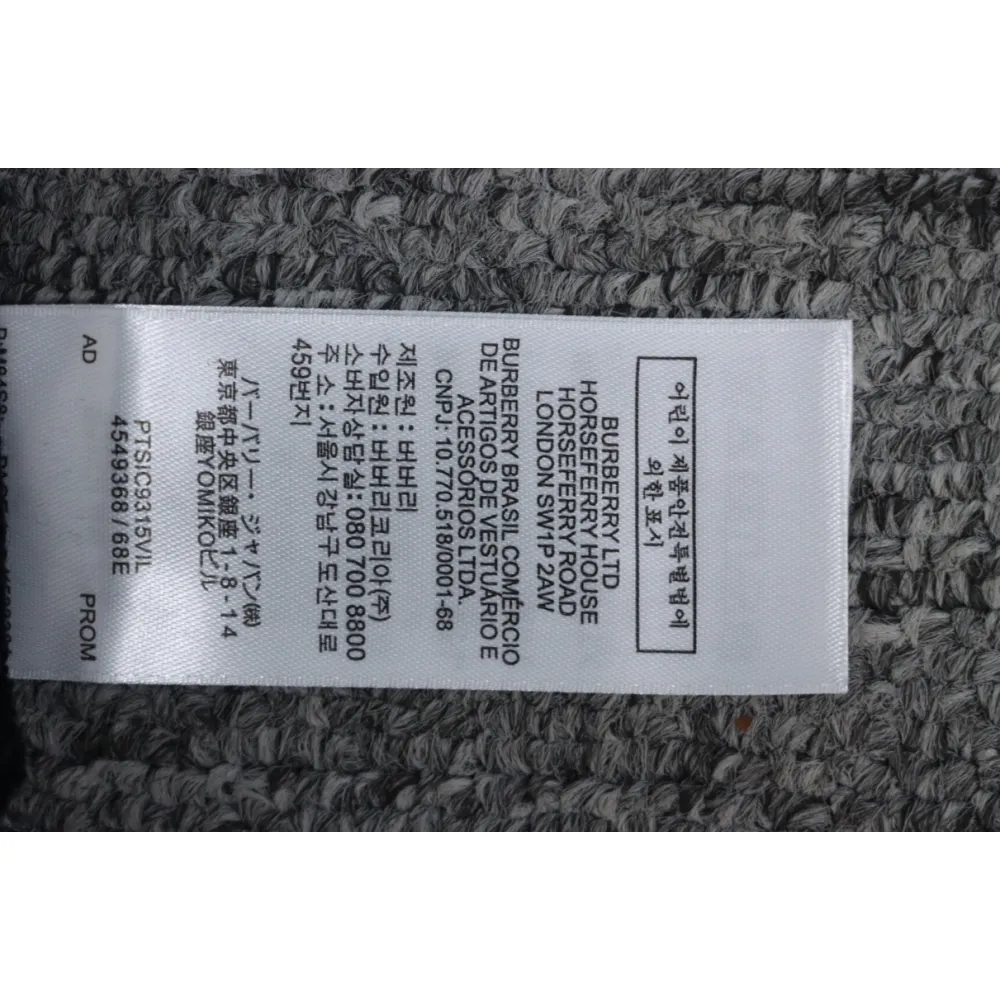 어린이 제품안전특별법에
의한 표시
BURBERRY LTD
HORSEFERRY HOUSE
HORSEFERRY ROAD
LONDON SW1P 2AW
BURBERRY BRASIL COMÉRCIO
DE ARTIGOS DE VESTUÁRIO E
ACESSÓRIOS LTDA.
CNPJ: 10.770.518/0001-68
제조원 : 버버리
수입원 : 버버리코리아(주)
소비자상담실: 080 700 8800
주 소 : 서울시 강남구 도산대로
459번지
バーバリー・ジャパン(株)
東京都中央区銀座 1 - 8 - 1 4
銀座YOMIKOビル
PTSIC9315VIL
4549368 / 68E
AD PROM